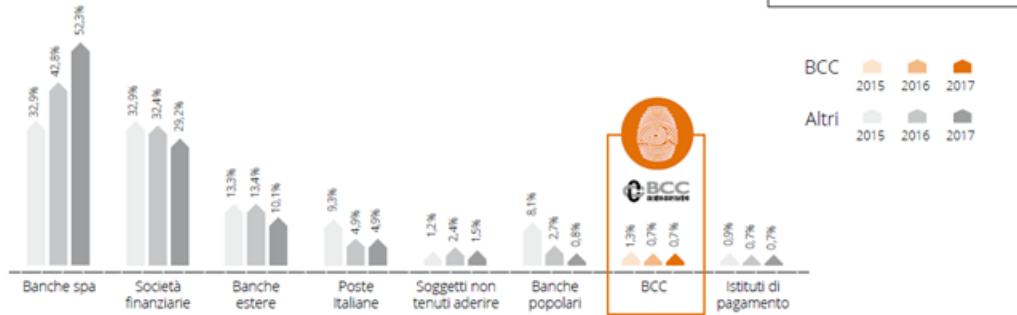 32,9%
42,8%
52,3%
32,9%
32,4%
29,2%
13,3%
13,4%
10,1%
9,3%
4,9%
4,9%
1,2%
2,4%
1,5%
8,1%
2,7%
0,8%
1,3%
0,7%
0,7%
0,9%
0,7%
0,7%
BCC
Banche spa
Società
finanziarie
Banche
estere
Poste
Italiane
Soggetti non
tenuti aderire
Banche
popolari
BCC
Istituti di
pagamento
BCC
2015 2016 2017
Altri
2015 2016 2017